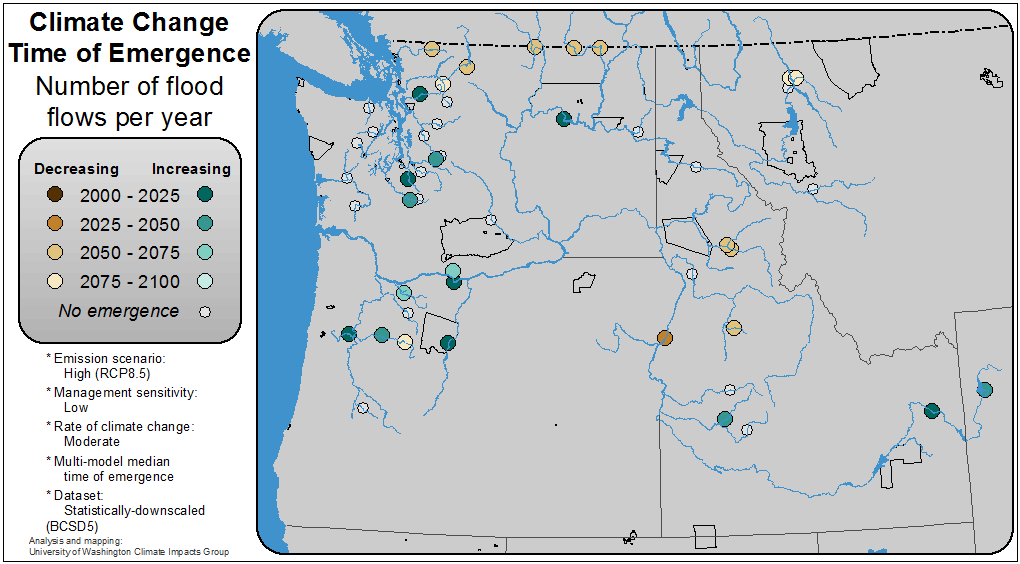 Climate Change
Time of Emergence
Number of flood
flows per year
Decreasing Increasing
2000 - 2025
2025 - 2050
2050 - 2075
2075 - 2100
No emergence
* Emission scenario:
High (RCP8.5)
* Management sensitivity:
Low
* Rate of climate change:
Moderate
* Multi-model median
time of emergence
* Dataset:
Statistically-downscaled
(BCSD5)
Analysis and mapping:
University of Washington Climate Impacts Group